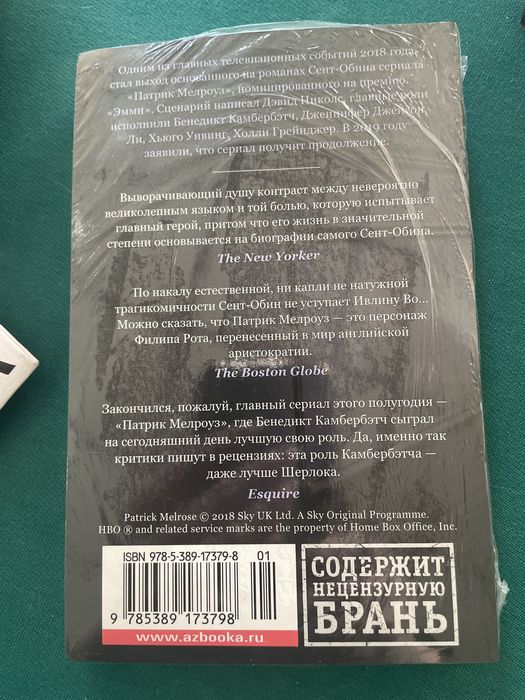 Одним из главных телевизионных событий 2018 года
стал выход основанного на романах Сент-Обина сериала
«Патрик Мелроуз», номинированного на премию
«Эмми». Сценарий написал Дэвид Николс, главные роли
исполнили Бенедикт Камбербэтч, Дженнифер Джейсон
Ли, Хьюго Уивинг, Холли Грейнджер. В 2019 году
заявили, что сериал получит продолжение.
Выворачивающий душу контраст между невероятно
великолепным языком и той болью, которую испытывает
главный герой, притом что его жизнь в значительной
степени основывается на биографии самого Сент-Обина.
The New Yorker
По накалу естественной, ни капли не натужной
трагикомичности Сент-Обин не уступает Ивлину Во...
Можно сказать, что Патрик Мелроуз — это персонаж
Филипа Рота, перенесенный в мир английской
аристократии.
The Boston Globe
Закончился, пожалуй, главный сериал этого полугодия —
«Патрик Мелроуз», где Бенедикт Камбербэтч сыграл
на сегодняшний день лучшую свою роль. Да, именно так
критики пишут в рецензиях: эта роль Камбербэтча —
даже лучше Шерлока.
Esquire
Patrick Melrose © 2018 Sky UK Ltd. A Sky Original Programme.
HBO ® and related service marks are the property of Home Box Office, Inc.
ISBN 978-5-389-17379-8 01
9 785389 173798
www.azbooka.ru
СОДЕРЖИТ
НЕЦЕНЗУРНУЮ
БРАНЬ